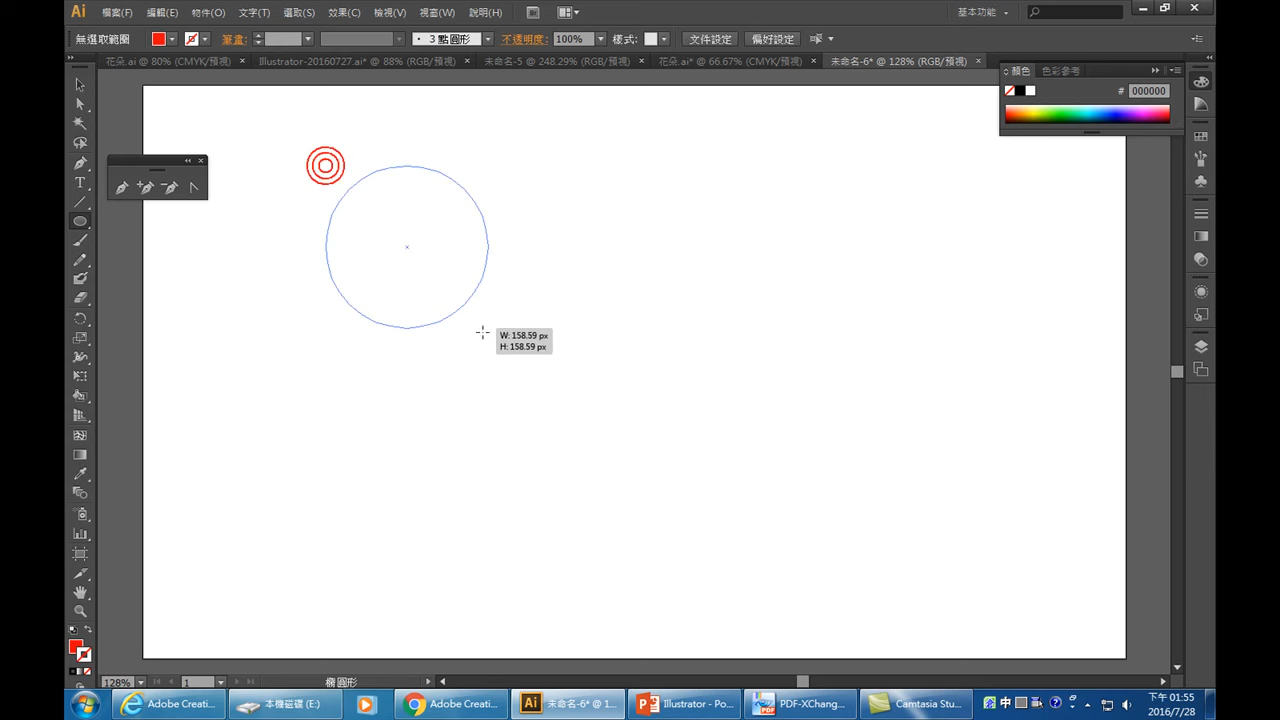 Ai 檔案(F) 編輯(E) 物件(O) 文字(T) 選取(S) 效果(C) 檢視(V) 視窗(W) 說明(H) Br 基本功能
無選取範圍 筆畫: 3 點圓形 不透明度: 100% 樣式: 文件設定 偏好設定
花朵.ai @ 80% (CMYK/預視) × Illustrator-20160727.ai* @ 88% (RGB/預視) × 未命名-5 @ 248.29% (RGB/預視) × 花朵.ai* @ 66.67% (CMYK/預視) × 未命名-6* @ 128% (RGB/預視) ×
顏色 色彩參考
# 000000
W: 158.59 px
H: 158.59 px
128% 1 橢圓形
Adobe Creati... 本機磁碟 (E:) Adobe Creati... Ai 未命名-6* @ 1... Illustrator - Po... PDF-XChang... Camtasia Stu... 中 下午 01:55
2016/7/28